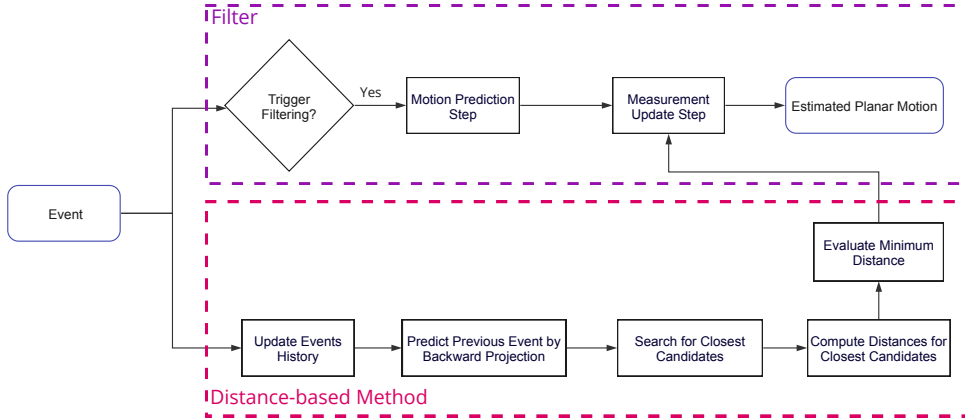 Filter
Trigger
Filtering?
Yes
Motion Prediction
Step
Measurement
Update Step
Estimated Planar Motion
Event
Evaluate Minimum
Distance
Update Events
History
Predict Previous Event by
Backward Projection
Search for Closest
Candidates
Compute Distances for
Closest Candidates
Distance-based Method